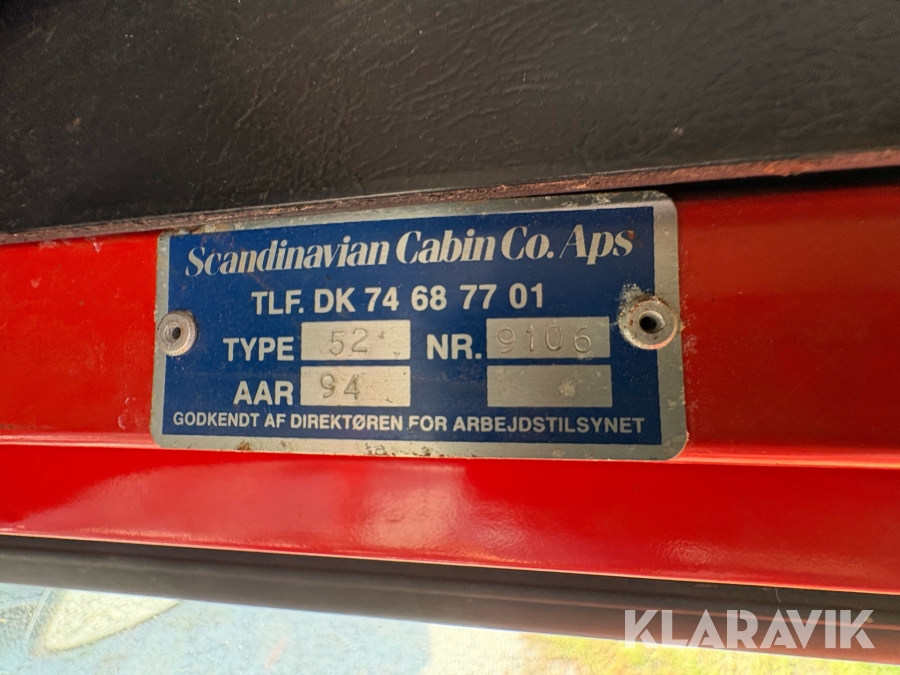 Scandinavian Cabin Co. Aps
TLF. DK 74 68 77 01
TYPE 52 NR. 9106
AAR 94
GODKENDT AF DIREKTØREN FOR ARBEJDSTILSYNET
KLARAVIK